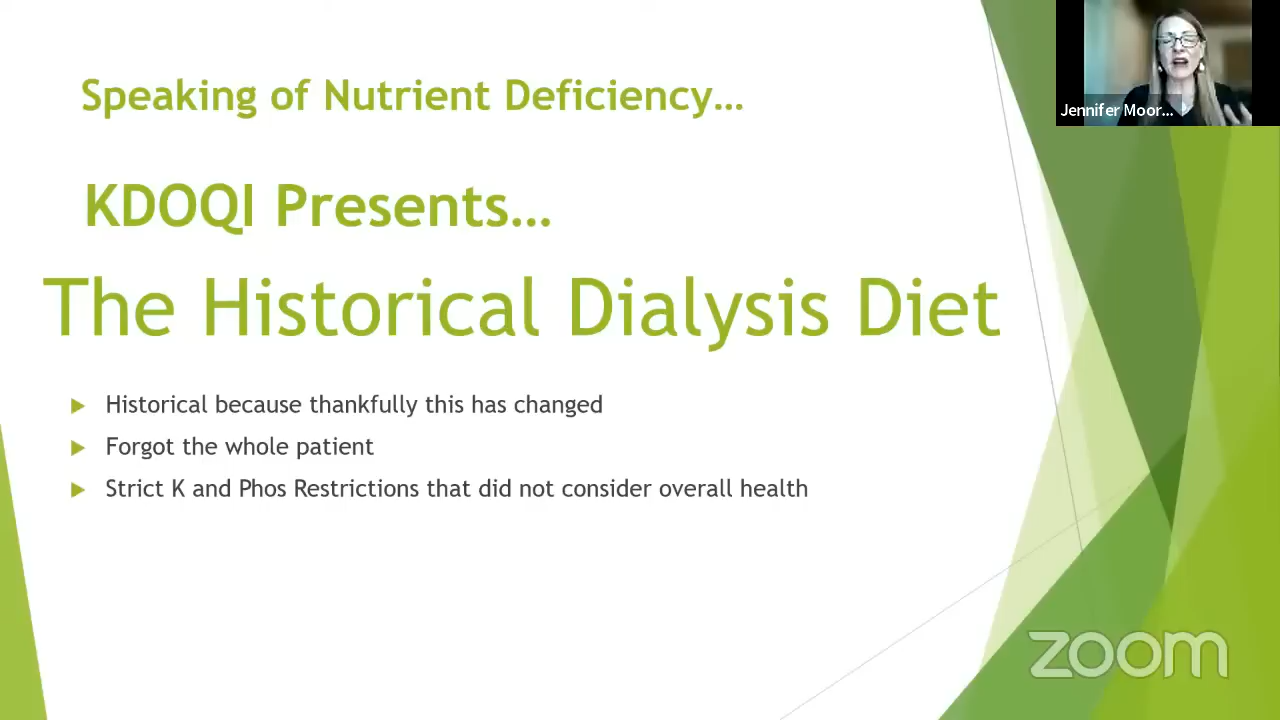 Speaking of Nutrient Deficiency…
KDOQI Presents…
The Historical Dialysis Diet
Historical because thankfully this has changed
Forgot the whole patient
Strict K and Phos Restrictions that did not consider overall health
Jennifer Moor...
zoom